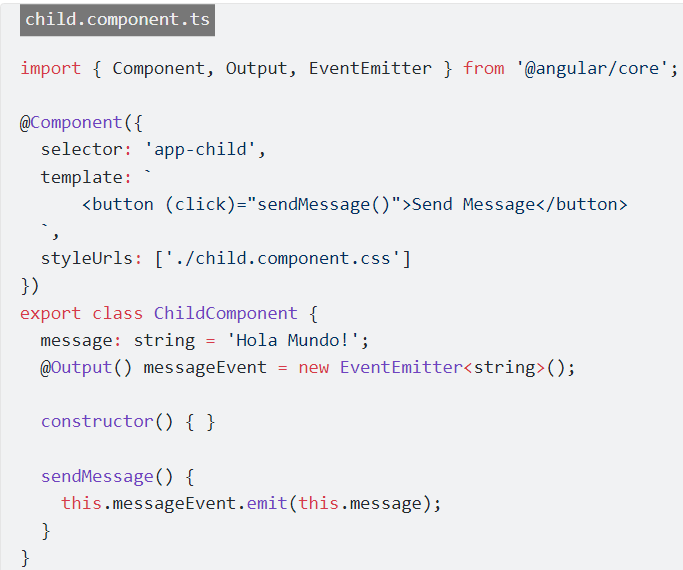 child.component.ts
import { Component, Output, EventEmitter } from '@angular/core';
@Component({
  selector: 'app-child',
  template: `
      <button (click)="sendMessage()">Send Message</button>
  `,
  styleUrls: ['./child.component.css']
})
export class ChildComponent {
  message: string = 'Hola Mundo!';
  @Output() messageEvent = new EventEmitter<string>();
  constructor() { }
  sendMessage() {
    this.messageEvent.emit(this.message);
  }
}